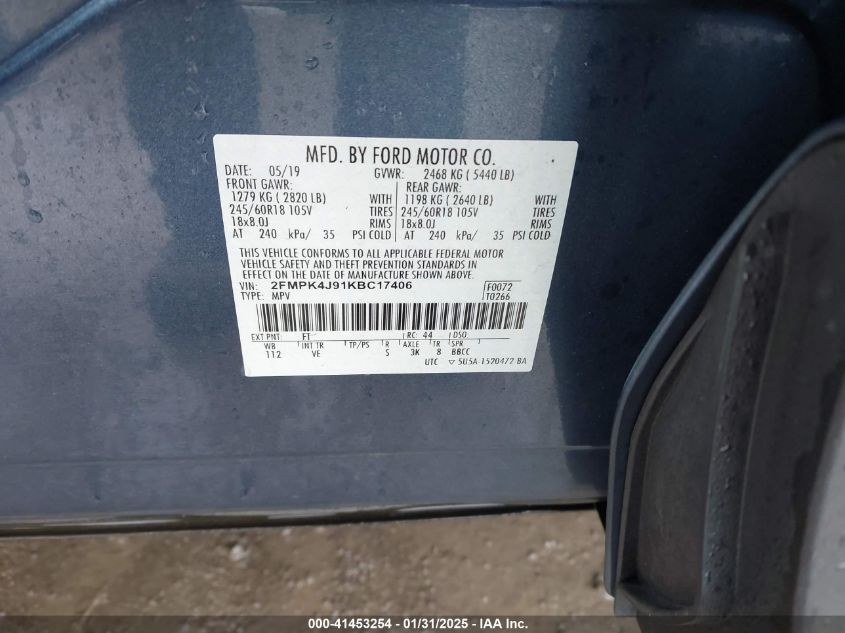 MFD. BY FORD MOTOR CO.
DATE: 05/19 GVWR: 2468 KG ( 5440 LB)
FRONT GAWR: REAR GAWR:
1279 KG ( 2820 LB) WITH 1198 KG ( 2640 LB) WITH
245/60R18 105V TIRES 245/60R18 105V TIRES
18x8.0J RIMS 18x8.0J RIMS
AT 240 kPa/ 35 PSI COLD AT 240 kPa/ 35 PSI COLD
THIS VEHICLE CONFORMS TO ALL APPLICABLE FEDERAL MOTOR
VEHICLE SAFETY AND THEFT PREVENTION STANDARDS IN
EFFECT ON THE DATE OF MANUFACTURE SHOWN ABOVE.
VIN: 2FMPK4J91KBC17406 F0072
TYPE: MPV T0266
EXT PNT: FT RC: 44 DSO:
WB INT TR TP/PS R AXLE TR SPR
112 VE S 3K 8 BBCC
UTC ▽ 5U5A-1520472-BA
000-41453254 - 01/31/2025 - IAA Inc.